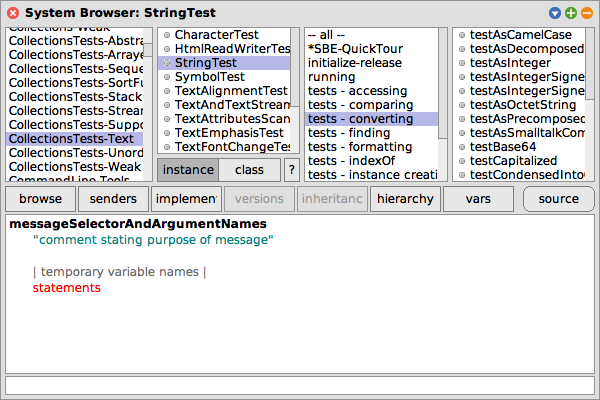 System Browser: StringTest
CollectionsTests-Abstra
CollectionsTests-Arraye
CollectionsTests-Seque
CollectionsTests-SortFu
CollectionsTests-Stack
CollectionsTests-Stream
CollectionsTests-Suppo
CollectionsTests-Text
CollectionsTests-Unord
CollectionsTests-Weak
CharacterTest
HtmlReadWriterTes
StringTest
SymbolTest
TextAlignmentTest
TextAndTextStream
TextAttributesScan
TextEmphasisTest
TextFontChangeTes
instance
class
?
-- all --
*SBE-QuickTour
initialize-release
running
tests - accessing
tests - comparing
tests - converting
tests - finding
tests - formatting
tests - indexOf
tests - instance creati
testAsCamelCase
testAsDecomposed
testAsInteger
testAsIntegerSigne
testAsIntegerSigne
testAsOctetString
testAsPrecomposed
testAsSmalltalkCom
testBase64
testCapitalized
testCondensedInto
browse
senders
implemen
versions
inheritanc
hierarchy
vars
source
messageSelectorAndArgumentNames
"comment stating purpose of message"
| temporary variable names |
statements